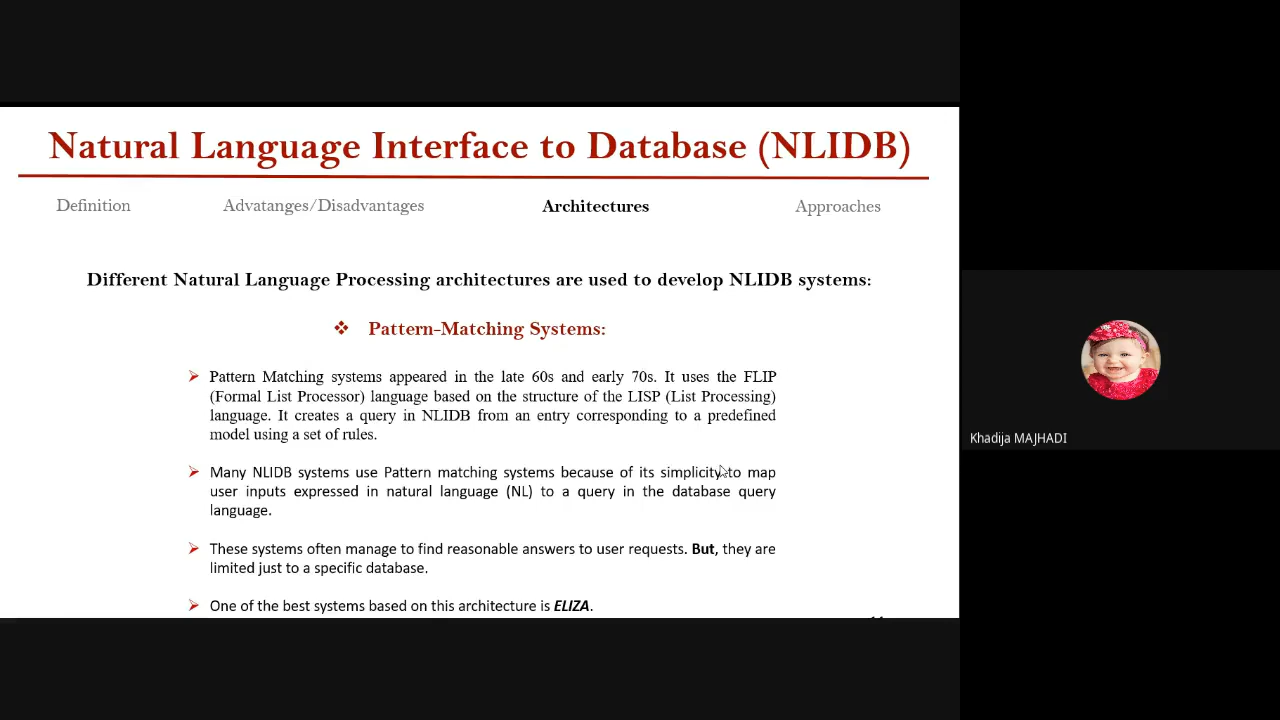 Natural Language Interface to Database (NLIDB)
Definition Advatanges/Disadvantages Architectures Approaches
Different Natural Language Processing architectures are used to develop NLIDB systems:
❖ Pattern-Matching Systems:
➢ Pattern Matching systems appeared in the late 60s and early 70s. It uses the FLIP
(Formal List Processor) language based on the structure of the LISP (List Processing)
language. It creates a query in NLIDB from an entry corresponding to a predefined
model using a set of rules.
➢ Many NLIDB systems use Pattern matching systems because of its simplicity to map
user inputs expressed in natural language (NL) to a query in the database query
language.
➢ These systems often manage to find reasonable answers to user requests. But, they are
limited just to a specific database.
➢ One of the best systems based on this architecture is ELIZA.
Khadija MAJHADI